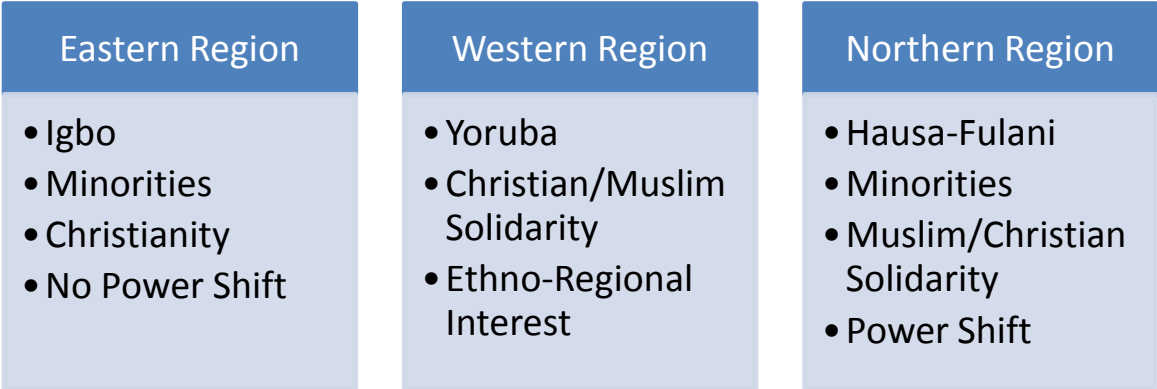 Eastern Region
• Igbo
• Minorities
• Christianity
• No Power Shift
Western Region
• Yoruba
• Christian/Muslim
Solidarity
• Ethno-Regional
Interest
Northern Region
• Hausa-Fulani
• Minorities
• Muslim/Christian
Solidarity
• Power Shift